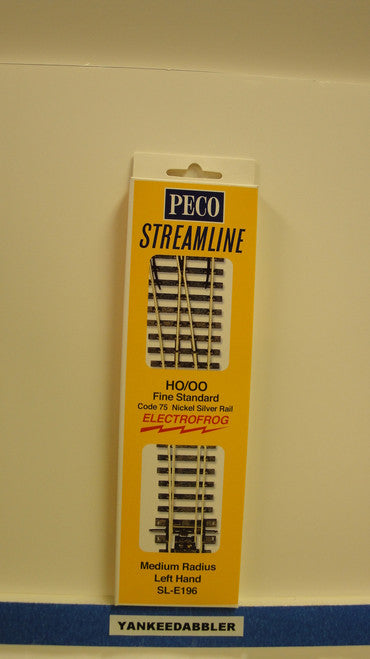 PECO
STREAMLINE
HO/OO
Fine Standard
Code 75 Nickel Silver Rail
ELECTROFROG
Medium Radius
Left Hand
SL-E196
YANKEEDABBLER